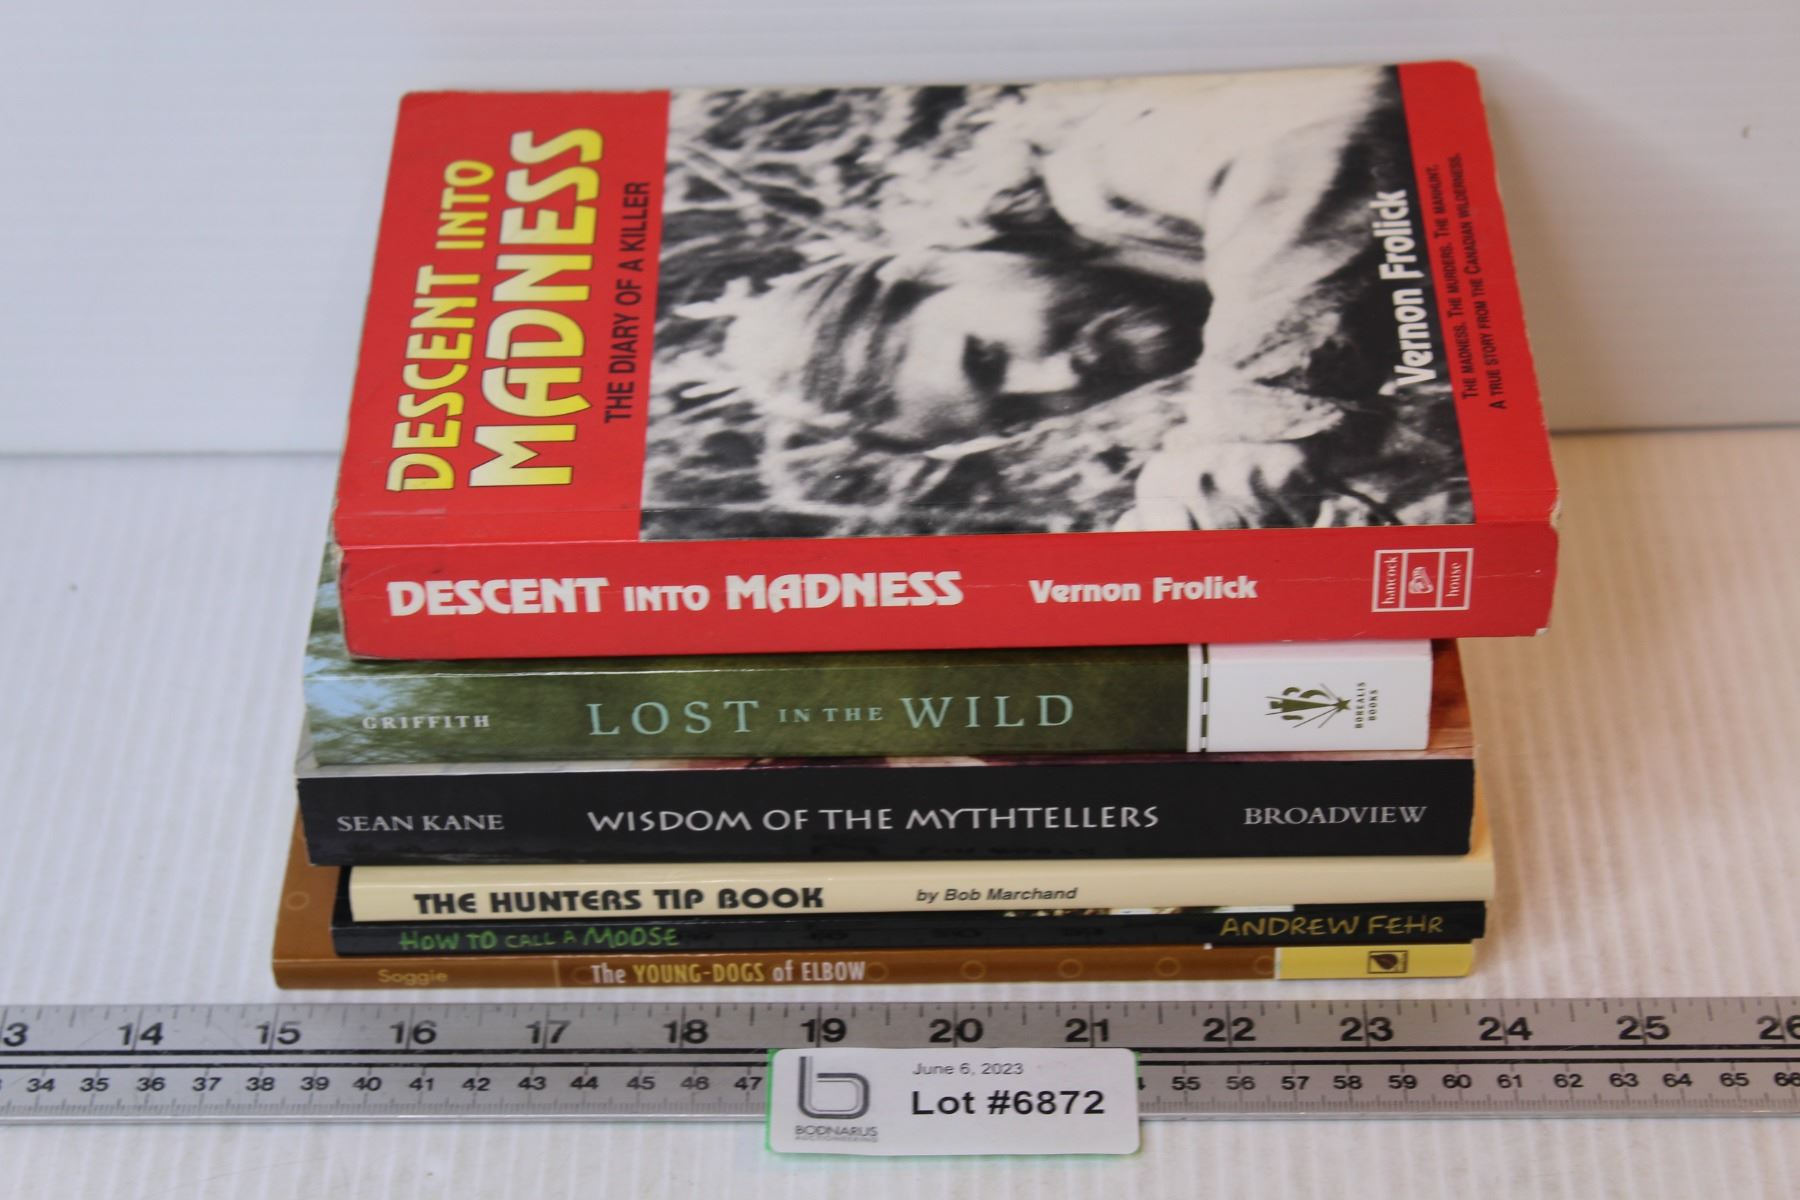 DESCENT INTO
MADNESS
THE DIARY OF A KILLER
Vernon Frolick
THE MADNESS. THE MURDERS. THE MANHUNT.
A TRUE STORY FROM THE CANADIAN WILDERNESS.
DESCENT INTO MADNESS Vernon Frolick hancock house
GRIFFITH LOST IN THE WILD BOREALIS BOOKS
SEAN KANE WISDOM OF THE MYTHTELLERS BROADVIEW
THE HUNTERS TIP BOOK by Bob Marchand
HOW TO CALL A MOOSE ANDREW FEHR
Soggie The YOUNG-DOGS of ELBOW
3 14 15 16 17 18 19 20 21 22 23 24 25 26
34 35 36 37 38 39 40 41 42 43 44 45 46 47 55 56 57 58 59 60 61 62 63 64 65 66
June 6, 2023
Lot #6872
b
BODNARUS
AUCTIONEERING